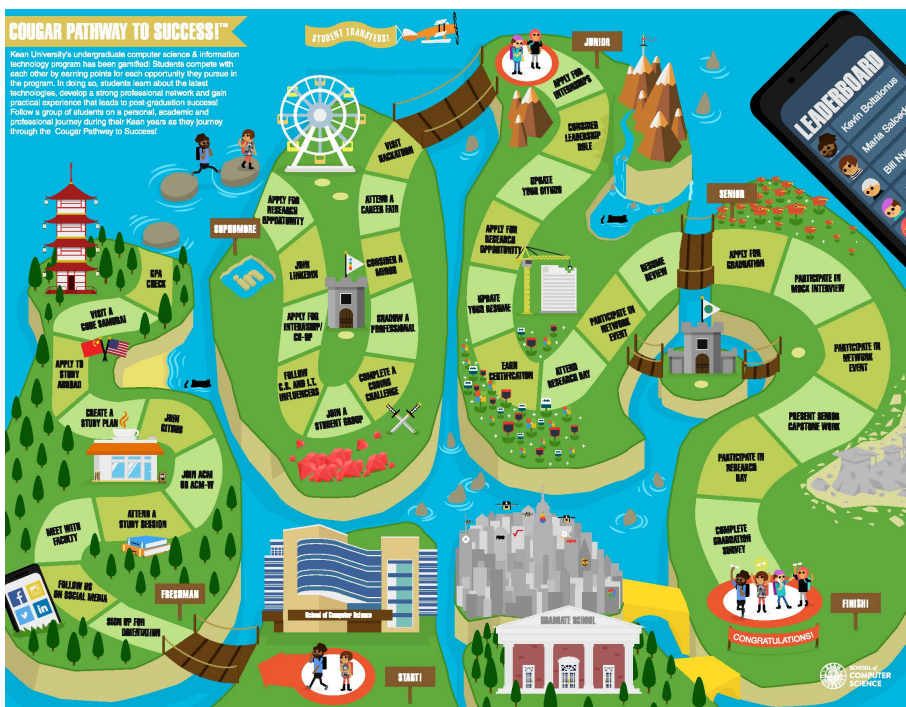 COUGAR PATHWAY TO SUCCESS!™
Kean University's undergraduate computer science & information
technology program has been gamified! Students compete with
each other by earning points for each opportunity they pursue in
the program. In doing so, students learn about the latest
technologies, develop a strong professional network and gain
practical experience that leads to post-graduation success!
Follow a group of students on a personal, academic and
professional journey during their Kean years as they journey
through the Cougar Pathway to Success!
STUDENT TRANSFERS!
LEADERBOARD
Kevin Boltalonus
Maria Salced
Bill Ny
START!
School of Computer Science
FRESHMAN
SIGN UP FOR
ORIENTATION
FOLLOW US
ON SOCIAL MEDIA
MEET WITH
FACULTY
ATTEND A
STUDY SESSION
JOIN ACM
OR ACM-W
JOIN
GITHUB
CREATE A
STUDY PLAN
APPLY TO
STUDY
ABROAD
VISIT A
CODE SAMURAI
GPA
CHECK
SOPHMORE
APPLY FOR
RESEARCH
OPPORTUNITY
JOIN
LINKEDIN
in
APPLY FOR
INTERNSHIP/
CO-OP
FOLLOW
C.S. AND I.T.
INFLUENCERS
JOIN A
STUDENT GROUP
COMPLETE A
CODING
CHALLENGE
SHADOW A
PROFESSIONAL
CONSIDER A
MINOR
ATTEND A
CAREER FAIR
VISIT
HACKATHON
JUNIOR
APPLY FOR
INTERNSHIPS
CONSIDER
LEADERSHIP
ROLE
UPDATE
YOUR GITHUB
APPLY FOR
RESEARCH
OPPORTUNITY
UPDATE
YOUR RESUME
EARN
CERTIFICATION
ATTEND
RESEARCH DAY
PARTICIPATE IN
NETWORK
EVENT
RESUME
REVIEW
SENIOR
APPLY FOR
GRADUATION
PARTICIPATE IN
MOCK INTERVIEW
PARTICIPATE IN
NETWORK
EVENT
PRESENT SENIOR
CAPSTONE WORK
PARTICIPATE IN
RESEARCH
DAY
COMPLETE
GRADUATION
SURVEY
FINISH!
CONGRATULATIONS!
GRADUATE SCHOOL
SCHOOL of
COMPUTER
SCIENCE